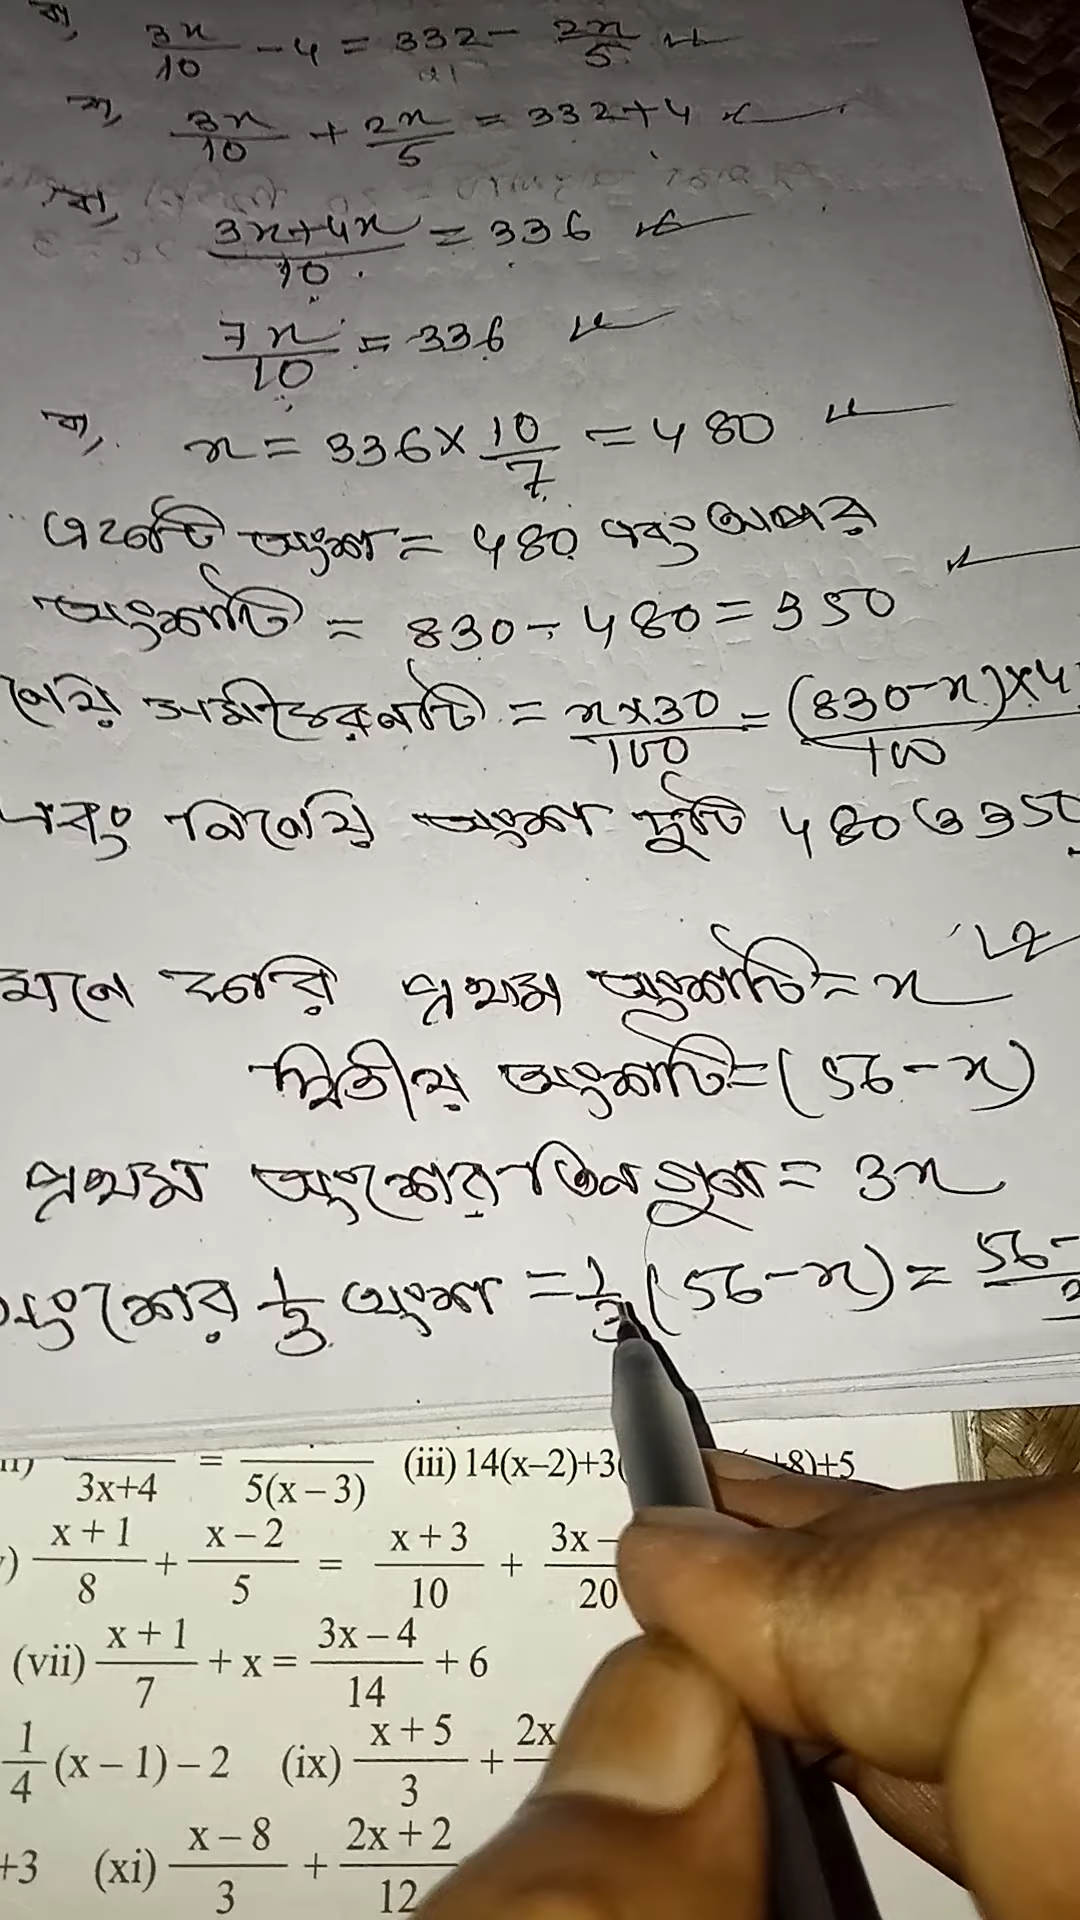 বা, 3x/10 - 4 = 332 - 2x/5
বা, 3x/10 + 2x/5 = 332+4
বা, (3x+4x)/10 = 336
7x/10 = 336
বা, x = 336 × 10/7 = 480
একটি অংশ = 480 এবং অপর
অংশটি = 830 - 480 = 350
নেয় সমীকরনটি = (x×30)/100 = ((830-x)×4
এবং নির্ণেয় অংশ দুটি 480 ও 350
মনে করি প্রথম অংশটি = x
দ্বিতীয় অংশটি = (56-x)
প্রথম অংশের তিনগুন = 3x
অংশের 1/3 অংশ = 1/3 (56-x) = 56-
3x+4 = 5(x – 3) (iii) 14(x–2)+3( +8)+5
(x + 1)/8 + (x – 2)/5 = (x + 3)/10 + 3x – /20
(vii) (x + 1)/7 + x = (3x – 4)/14 + 6
1/4 (x – 1) – 2 (ix) (x + 5)/3 + 2x
+3 (xi) (x – 8)/3 + (2x + 2)/12